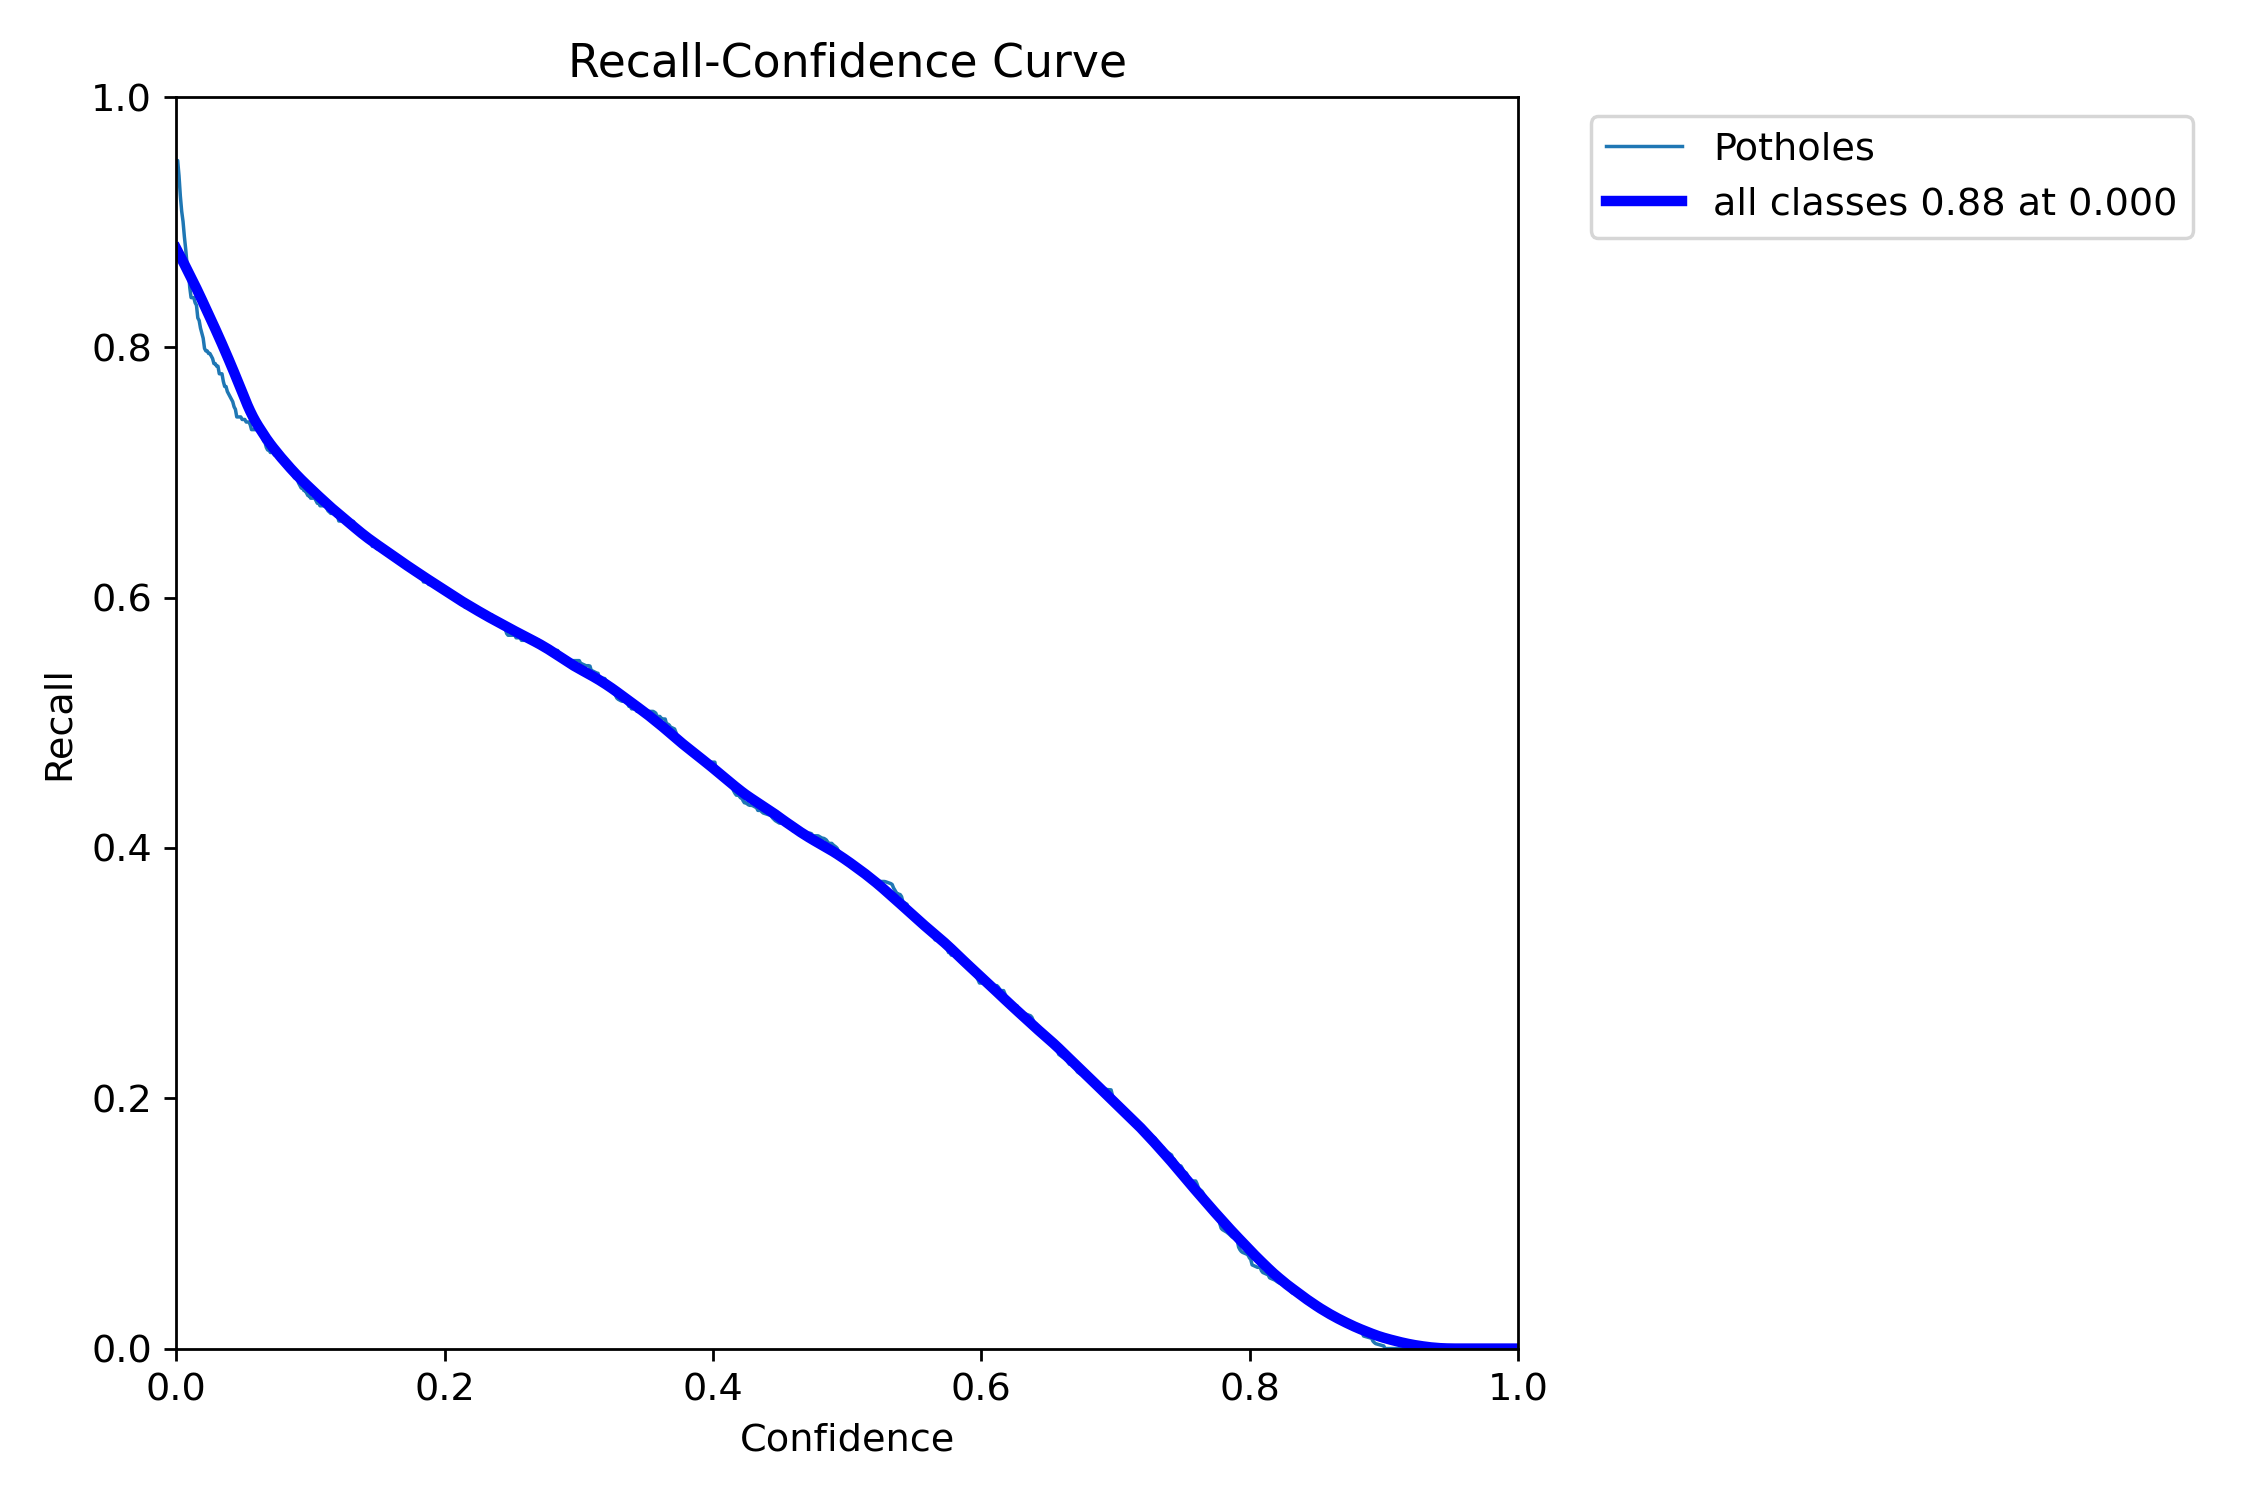 Recall-Confidence Curve
1.0
0.8
0.6
0.4
0.2
0.0
Recall
0.0 0.2 0.4 0.6 0.8 1.0
Confidence
Potholes
all classes 0.88 at 0.000